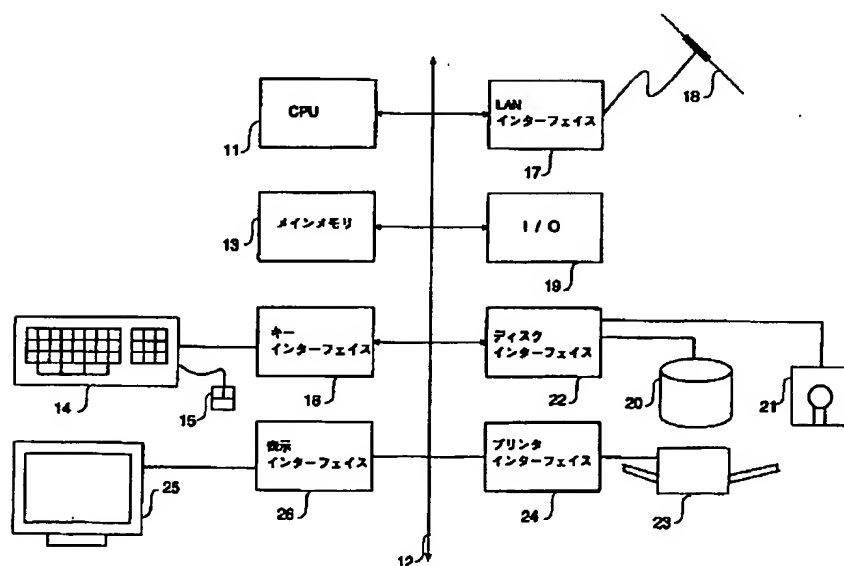 CPU
11
LAN
インターフェイス
17
18
メインメモリ
13
I / O
19
キー
インターフェイス
16
14
15
ディスク
インターフェイス
22
20
21
表示
インターフェイス
26
25
プリンタ
インターフェイス
24
23
12